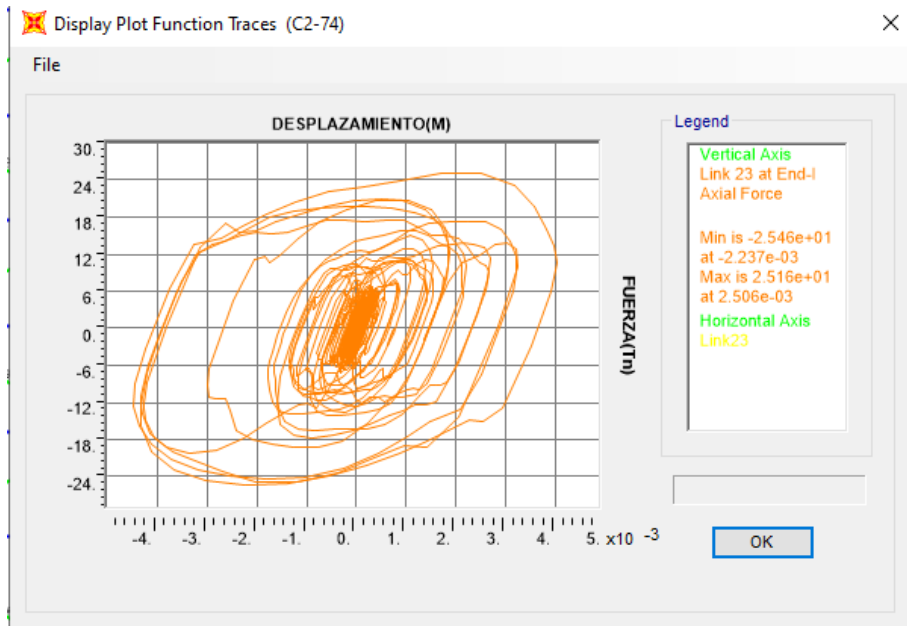 Display Plot Function Traces (C2-74)
File
DESPLAZAMIENTO(M)
30.
24.
18.
12.
6.
0.
-6.
-12.
-18.
-24.
-4. -3. -2. -1. 0. 1. 2. 3. 4. 5. x10 -3
FUERZA(Tn)
Legend
Vertical Axis
Link 23 at End-I
Axial Force
Min is -2.546e+01
at -2.237e-03
Max is 2.516e+01
at 2.506e-03
Horizontal Axis
Link23
OK